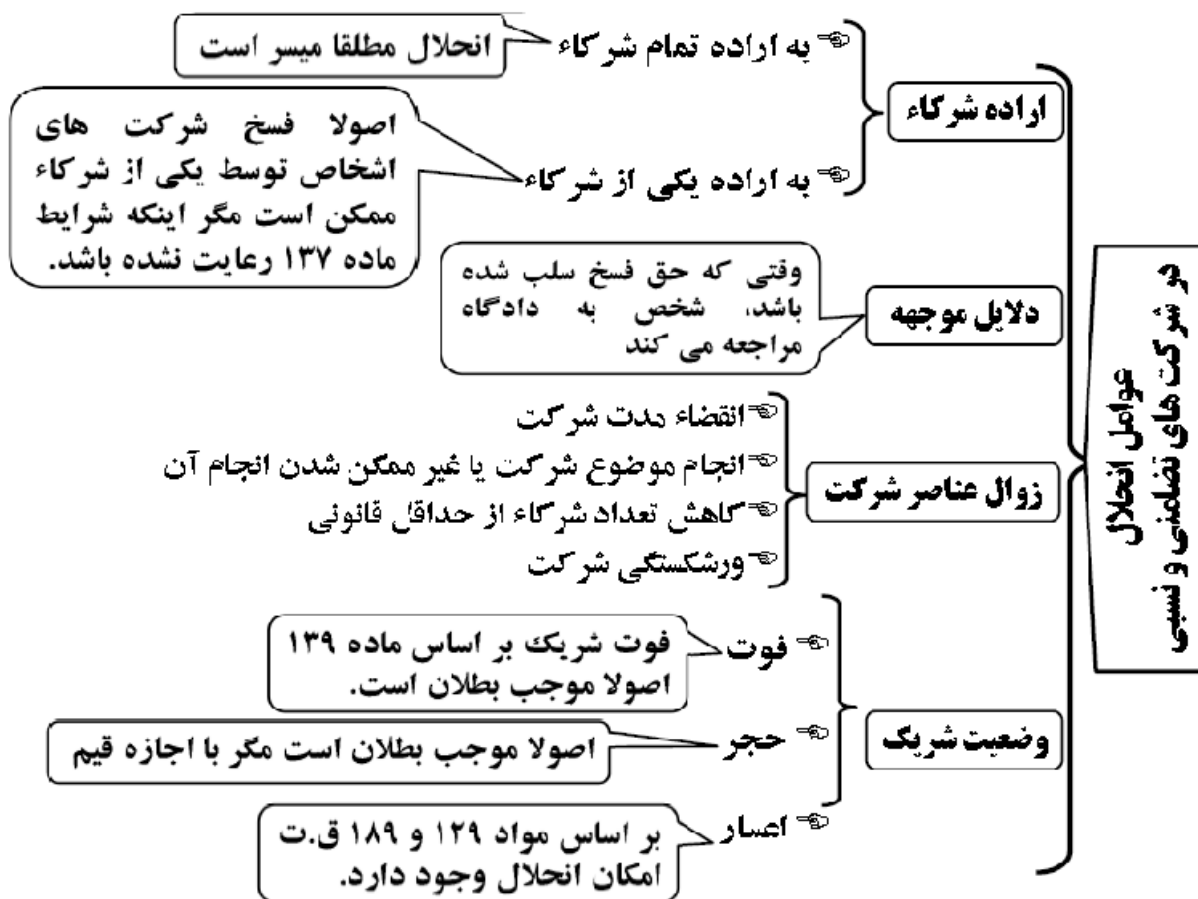 عوامل انحلال
در شرکت های تضامنی و نسبی
اراده شرکاء
به اراده تمام شرکاء
انحلال مطلقا میسر است
به اراده یکی از شرکاء
اصولا فسخ شرکت های
اشخاص توسط یکی از شرکاء
ممکن است مگر اینکه شرایط
ماده ۱۳۷ رعایت نشده باشد.
دلایل موجهه
وقتی که حق فسخ سلب شده
باشد، شخص به دادگاه
مراجعه می کند
زوال عناصر شرکت
انقضاء مدت شرکت
انجام موضوع شرکت یا غیر ممکن شدن انجام آن
کاهش تعداد شرکاء از حداقل قانونی
ورشکستگی شرکت
وضعیت شریک
فوت
فوت شریک بر اساس ماده ۱۳۹
اصولا موجب بطلان است.
حجر
اصولا موجب بطلان است مگر با اجازه قیم
اعسار
بر اساس مواد ۱۲۹ و ۱۸۹ ق.ت
امکان انحلال وجود دارد.